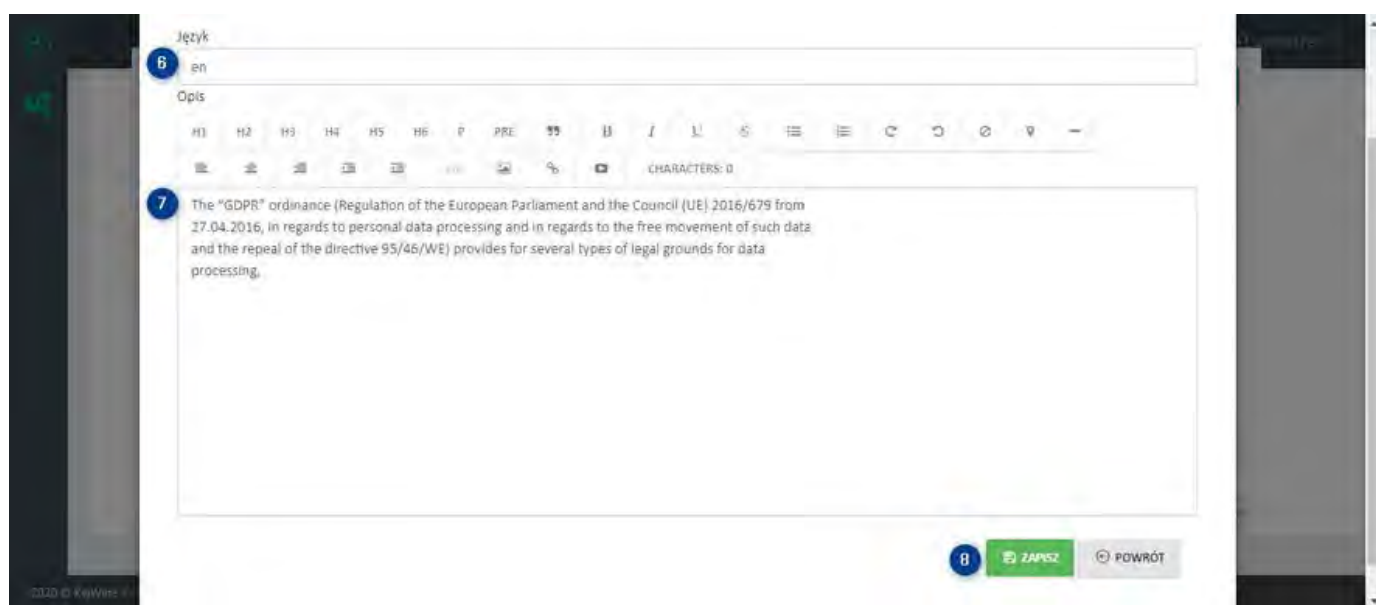 Język
6
en
Opis
H1 H2 H3 H4 H5 H6 P PRE B I U S
CHARACTERS: 0
7
The "GDPR" ordinance (Regulation of the European Parliament and the Council (UE) 2016/679 from
27.04.2016, in regards to personal data processing and in regards to the free movement of such data
and the repeal of the directive 95/46/WE) provides for several types of legal grounds for data
processing,
8 ZAPISZ POWRÓT
2020 ©